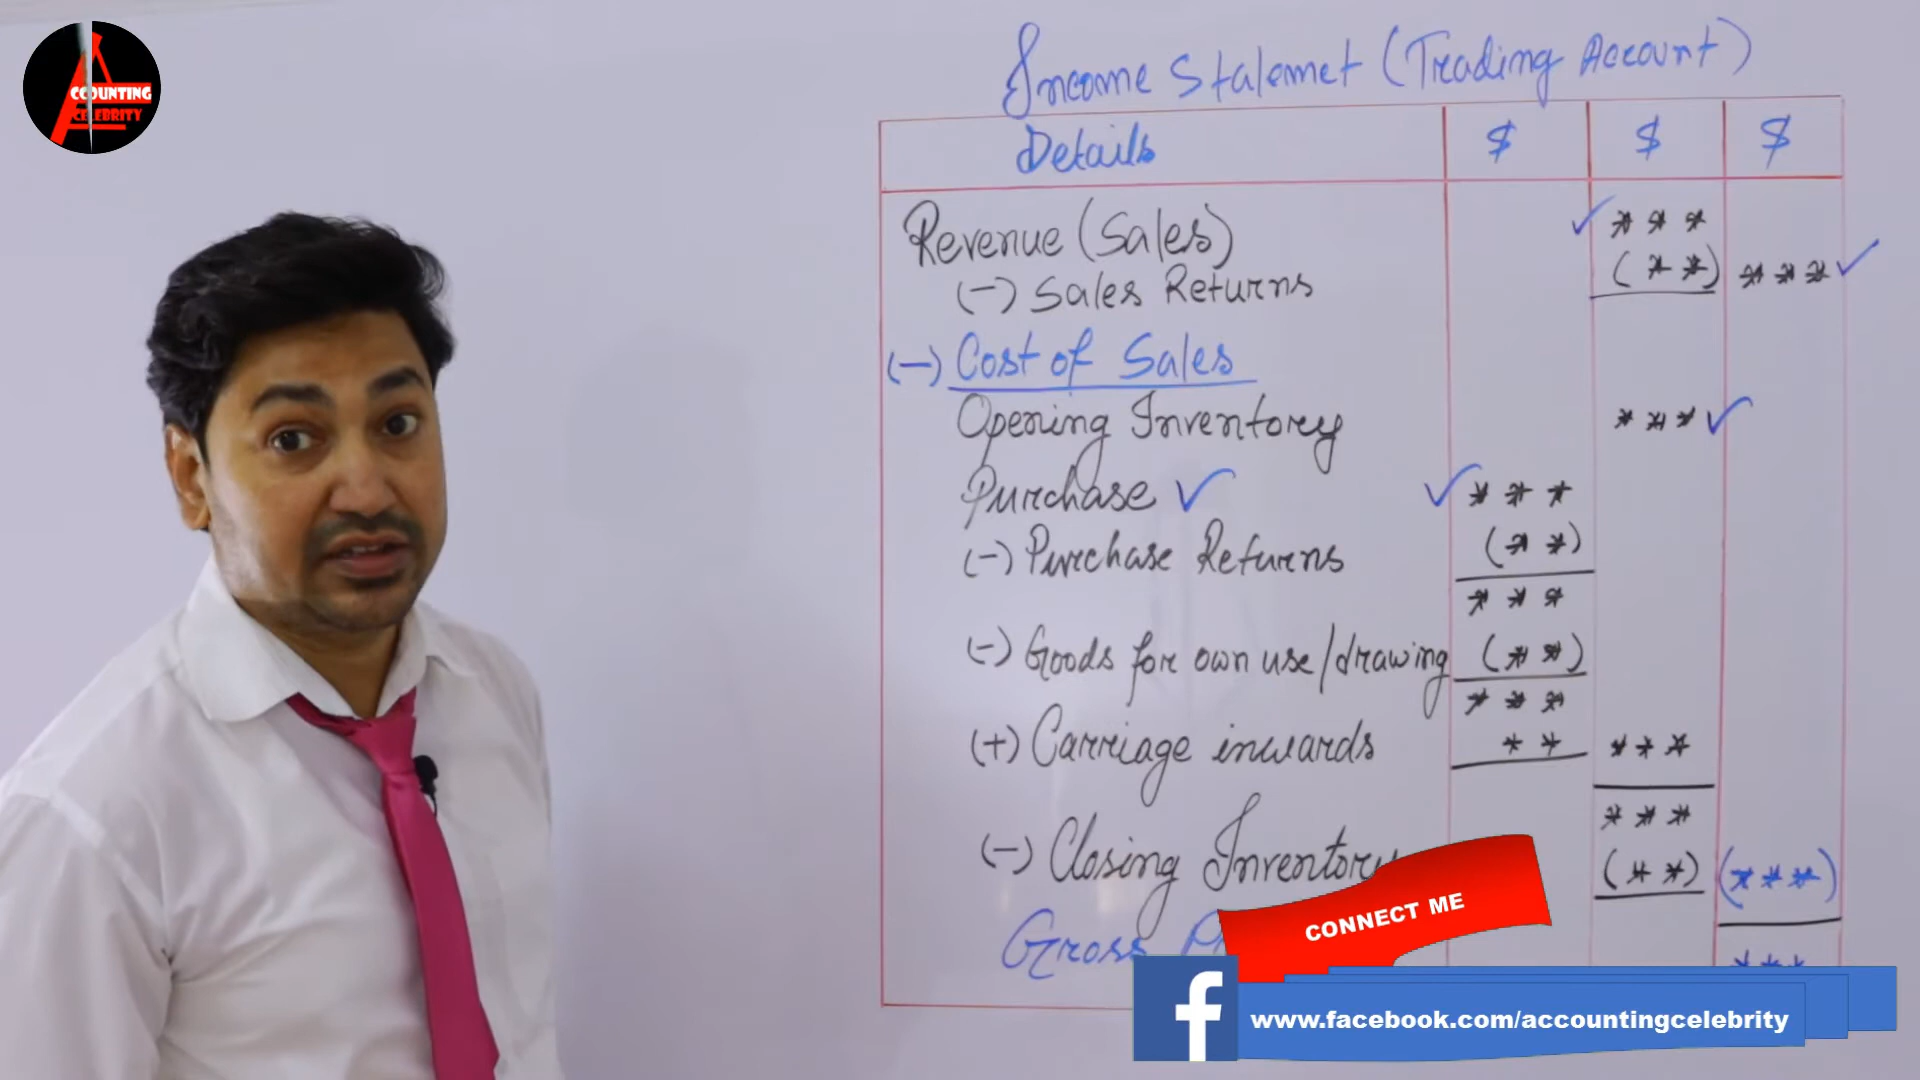 ACCOUNTING
CELEBRITY
Income Statemet (Trading Account)
Details $ $ $
Revenue (Sales) ✓ * * *
(-) Sales Returns (* *) * * * ✓
(-) Cost of Sales
Opening Inventory * * * ✓
Purchase ✓ ✓ * * *
(-) Purchase Returns (* *)
* * *
(-) Goods for own use/drawing (* *)
* * *
(+) Carriage inwards * * * * *
* * *
(-) Closing Inventory (* *) (* * *)
Gross
* * *
CONNECT ME
f www.facebook.com/accountingcelebrity